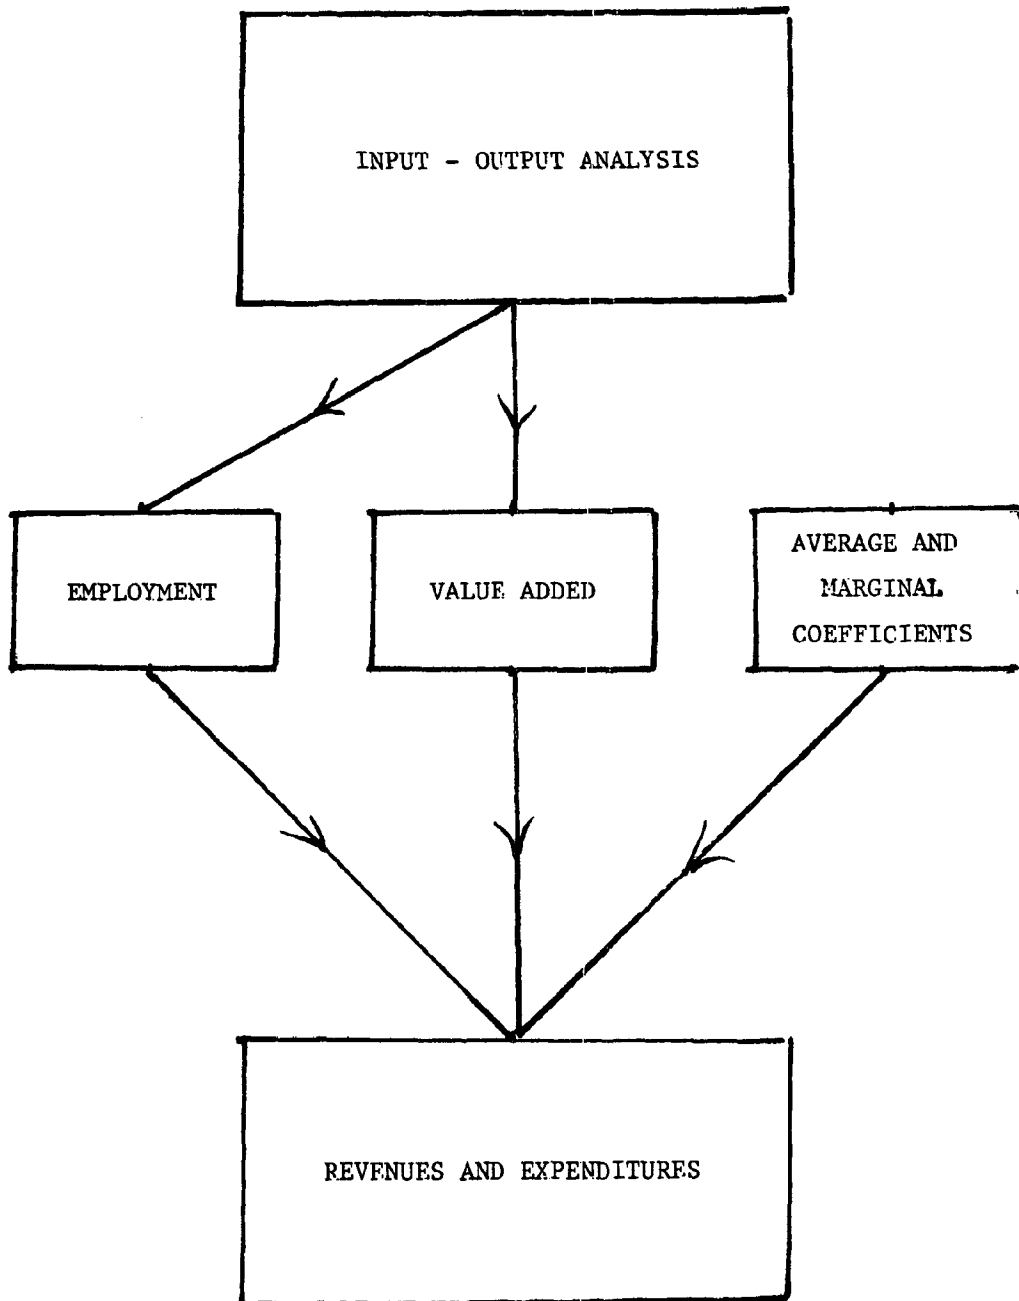 INPUT - OUTPUT ANALYSIS
EMPLOYMENT
VALUE ADDED
AVERAGE AND
MARGINAL
COEFFICIENTS
REVENUES AND EXPENDITURES